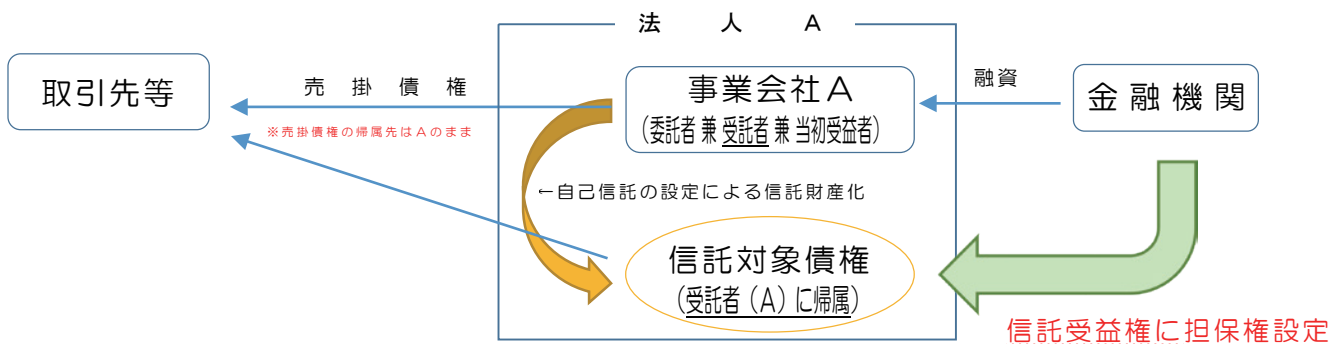 法人A
取引先等
売掛債権
※売掛債権の帰属先はAのまま
事業会社A
(委託者 兼 受託者 兼 当初受益者)
融資
金融機関
←自己信託の設定による信託財産化
信託対象債権
(受託者(A)に帰属)
信託受益権に担保権設定